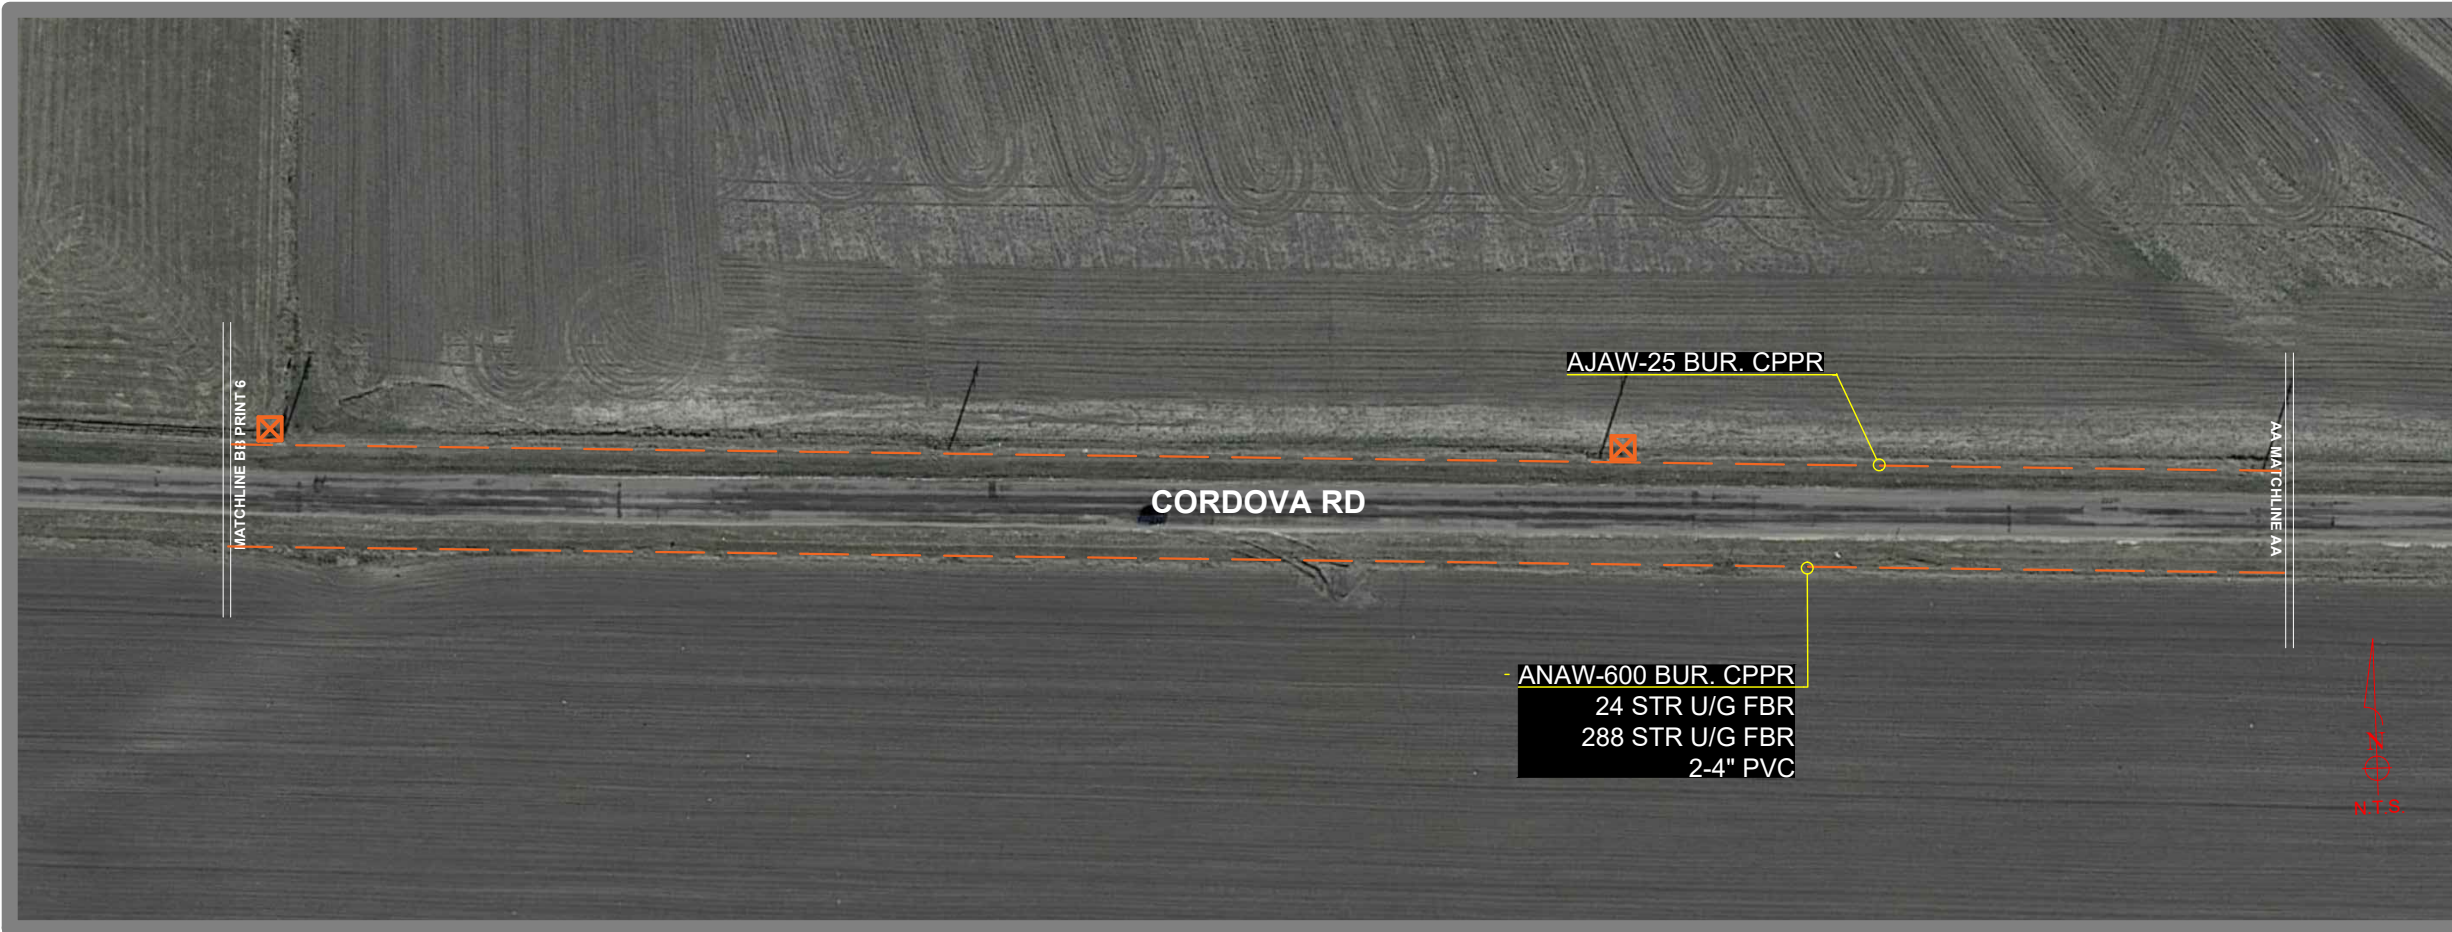 AJAW-25 BUR. CPPR
MATCHLINE BB PRINT 6
AA MATCHLINE AA
CORDOVA RD
- ANAW-600 BUR. CPPR
24 STR U/G FBR
288 STR U/G FBR
2-4" PVC
N.T.S.